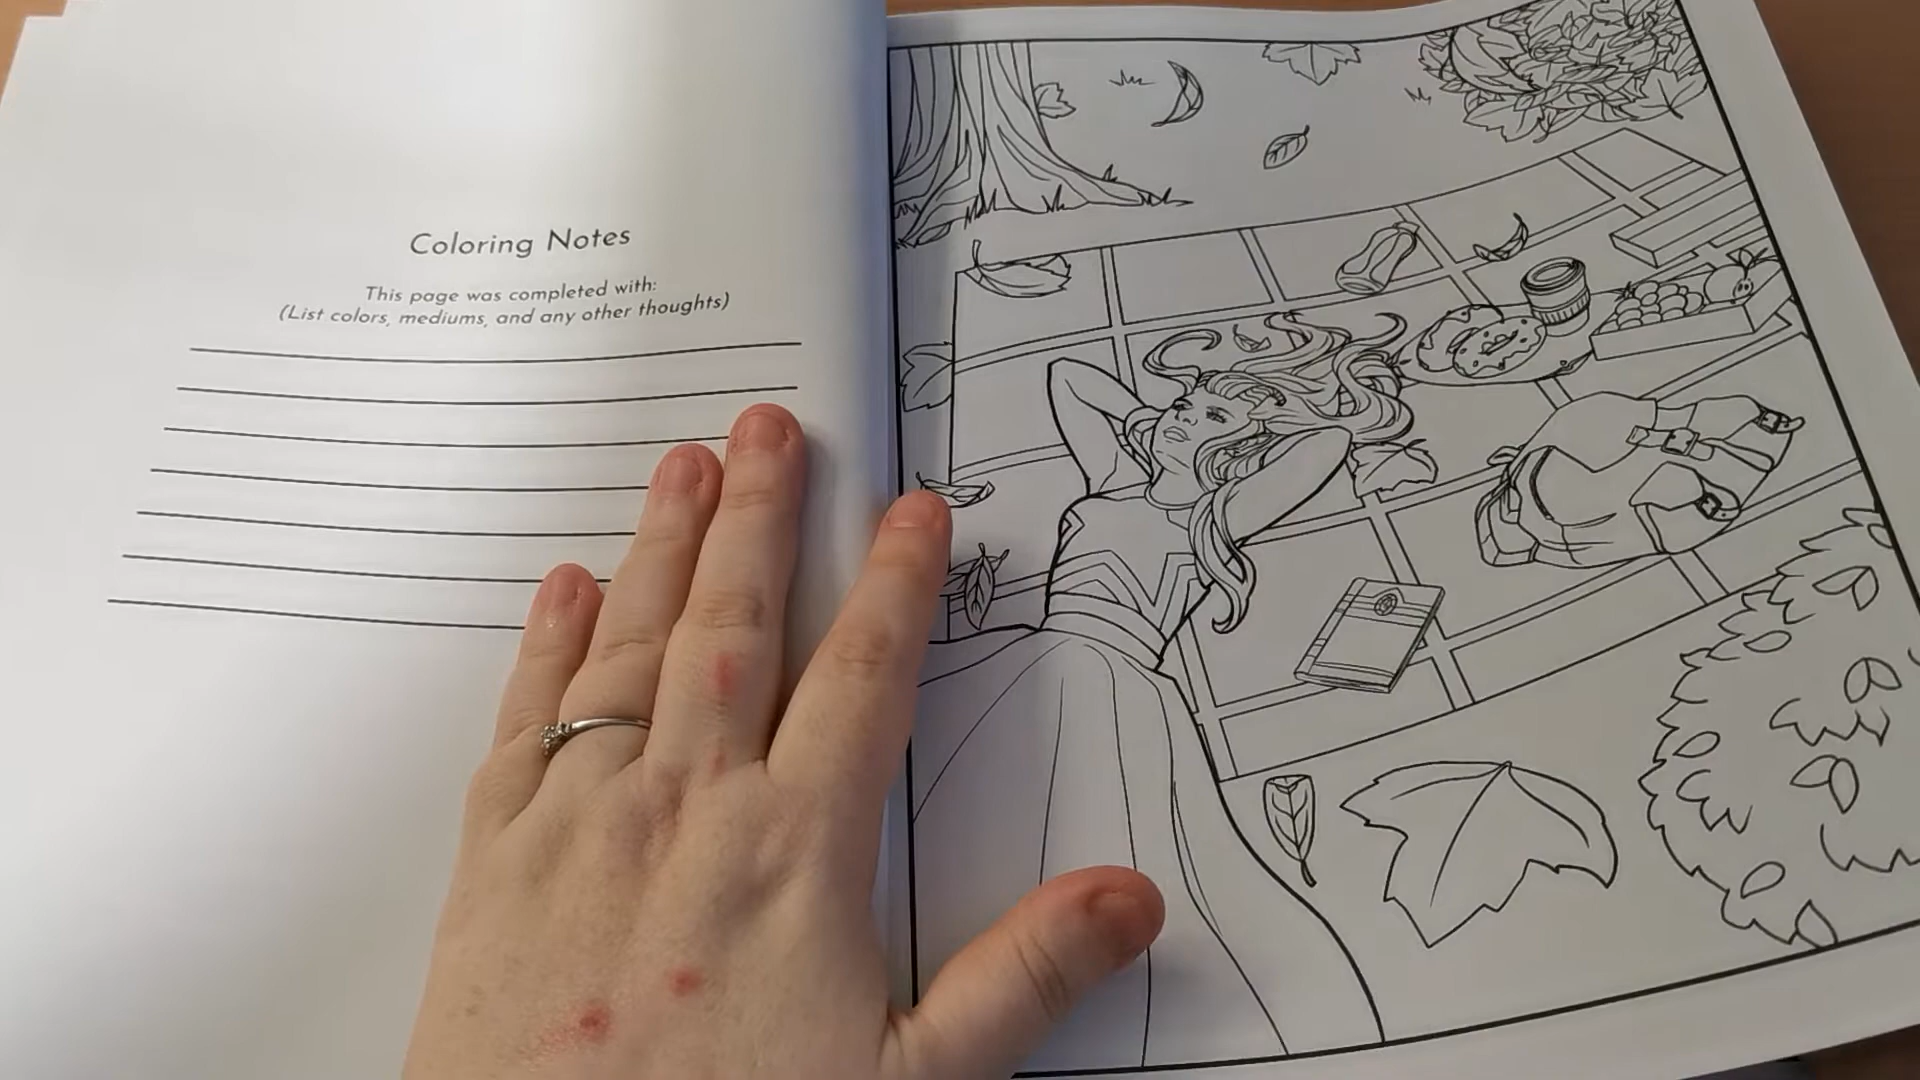 Coloring Notes
This page was completed with:
(List colors, mediums, and any other thoughts)